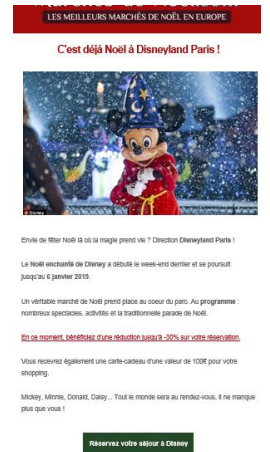 LES MEILLEURS MARCHÉS DE NOËL EN EUROPE
C'est déjà Noël à Disneyland Paris !
© Disney
Envie de fêter Noël là où la magie prend vie ? Direction Disneyland Paris !
Le Noël enchanté de Disney a débuté le week-end dernier et se poursuit
jusqu'au 6 janvier 2013.
Un véritable marché de Noël prend place au coeur du parc. Au programme :
nombreux spectacles, activités et la traditionnelle parade de Noël.
En ce moment, bénéficiez d'une réduction jusqu'à -30% sur votre réservation.
Vous recevrez également une carte-cadeau d'une valeur de 100€ pour votre
shopping.
Mickey, Minnie, Donald, Daisy... Tout le monde sera au rendez-vous, il ne manque
plus que vous !
Réservez votre séjour à Disney